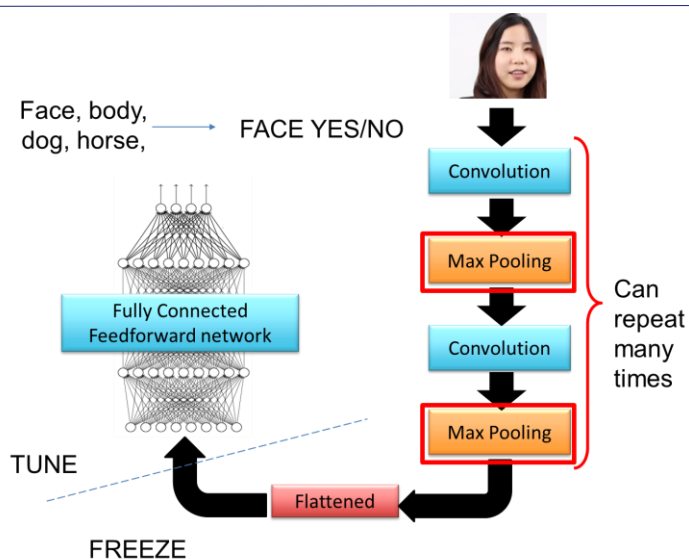 Face, body,
dog, horse,
FACE YES/NO
Convolution
Max Pooling
Convolution
Max Pooling
Can
repeat
many
times
Fully Connected
Feedforward network
TUNE
Flattened
FREEZE